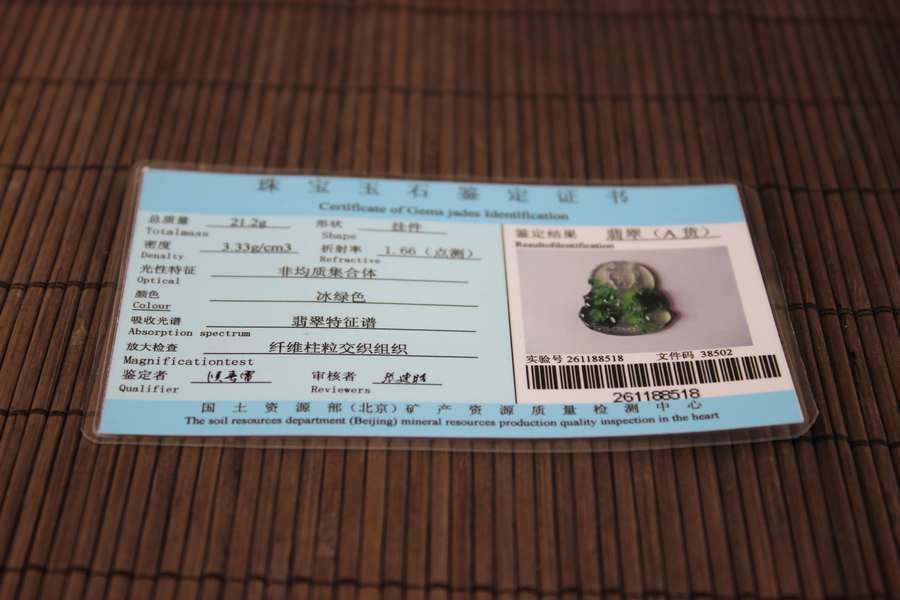 珠宝玉石鉴定证书
Certificate of Gems jades Identification
总质量 21.2g 形状 挂件
Totalmass Shape
密度 3.33g/cm3 折射率 1.66（点测）
Density Refractive
光性特征 非均质集合体
Optical
颜色 冰绿色
Colour
吸收光谱 翡翠特征谱
Absorption spectrum
放大检查 纤维柱粒交织组织
Magnificationtest
鉴定者 审核者
Qualifier Reviewers
鉴定结果 翡翠（A货）
Resultofidentification
实验号 261188518 文件码 38502
261188518
国土资源部（北京）矿产资源质量检测中心
The soil resources department (Beijing) mineral resources production quality inspection in the heart